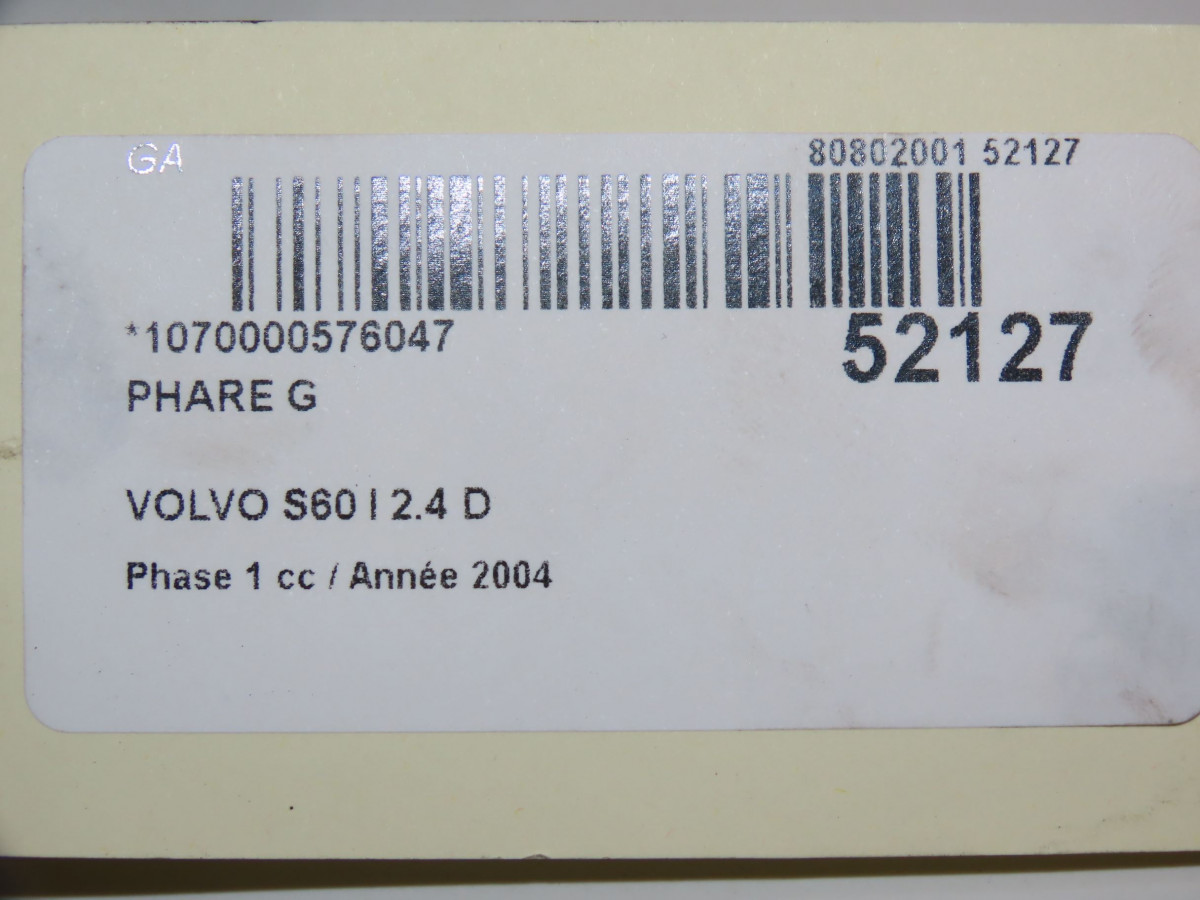 GA
80802001 52127
*1070000576047
52127
PHARE G
VOLVO S60 I 2.4 D
Phase 1 cc / Année 2004